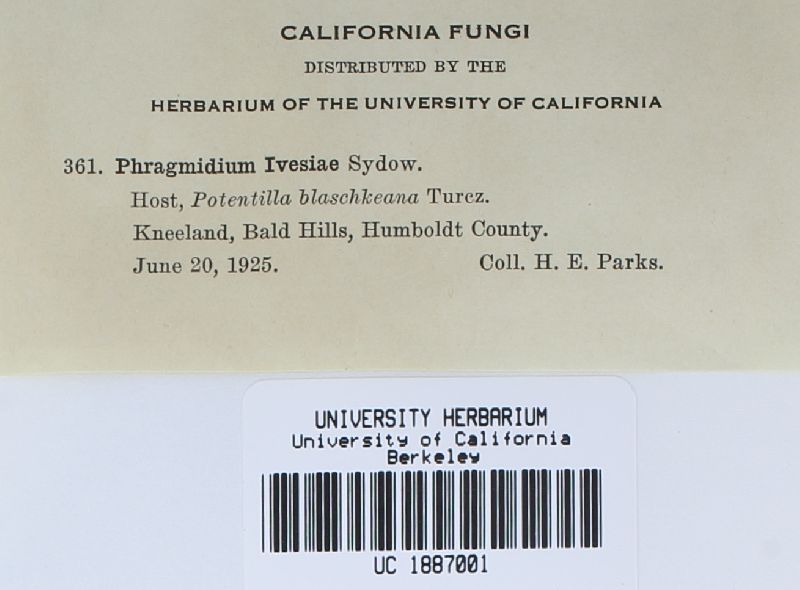 CALIFORNIA FUNGI
DISTRIBUTED BY THE
HERBARIUM OF THE UNIVERSITY OF CALIFORNIA
361. Phragmidium Ivesiae Sydow.
Host, Potentilla blaschkeana Turcz.
Kneeland, Bald Hills, Humboldt County.
June 20, 1925. Coll. H. E. Parks.
UNIVERSITY HERBARIUM
University of California
Berkeley
UC 1887001